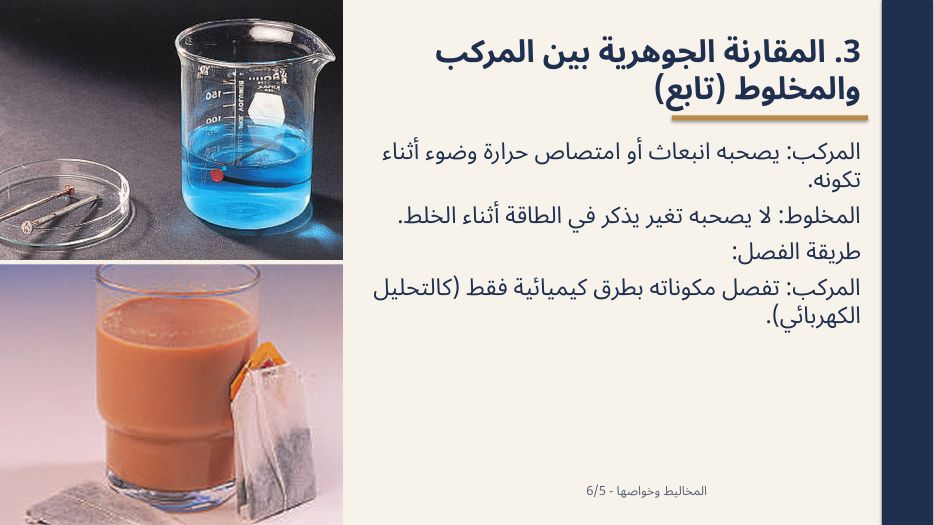 3. المقارنة الجوهرية بين المركب
والمخلوط (تابع)
المركب: يصحبه انبعاث أو امتصاص حرارة وضوء أثناء
تكونه.
المخلوط: لا يصحبه تغير يذكر في الطاقة أثناء الخلط.
طريقة الفصل:
المركب: تفصل مكوناته بطرق كيميائية فقط (كالتحليل
الكهربائي).
المخاليط وخواصها - 6/5
150
100